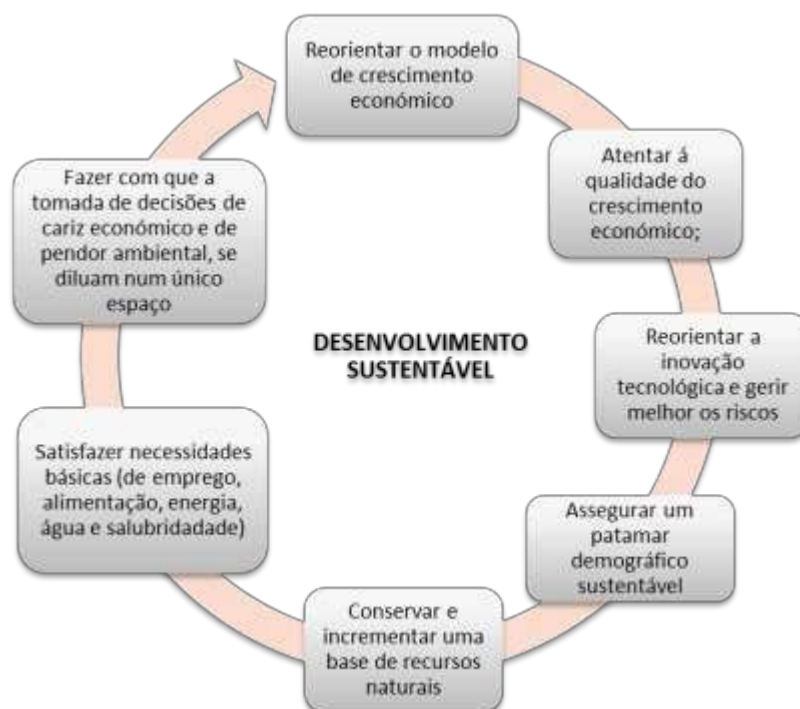 Reorientar o modelo
de crescimento
económico
Atentar á
qualidade do
crescimento
económico;
Reorientar a
inovação
tecnológica e gerir
melhor os riscos
Assegurar um
patamar
demográfico
sustentável
Conservar e
incrementar uma
base de recursos
naturais
Satisfazer necessidades
básicas (de emprego,
alimentação, energia,
água e salubridadade)
Fazer com que a
tomada de decisões de
cariz económico e de
pendor ambiental, se
diluam num único
espaço
DESENVOLVIMENTO
SUSTENTÁVEL